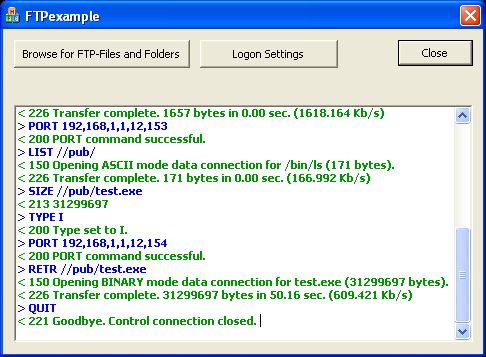 FTPexample
Browse for FTP-Files and Folders
Logon Settings
Close
< 226 Transfer complete. 1657 bytes in 0.00 sec. (1618.164 Kb/s)
> PORT 192,168,1,1,12,153
< 200 PORT command successful.
> LIST //pub/
< 150 Opening ASCII mode data connection for /bin/ls (171 bytes).
< 226 Transfer complete. 171 bytes in 0.00 sec. (166.992 Kb/s)
> SIZE //pub/test.exe
< 213 31299697
> TYPE I
< 200 Type set to I.
> PORT 192,168,1,1,12,154
< 200 PORT command successful.
> RETR //pub/test.exe
< 150 Opening BINARY mode data connection for test.exe (31299697 bytes).
< 226 Transfer complete. 31299697 bytes in 50.16 sec. (609.421 Kb/s)
> QUIT
< 221 Goodbye. Control connection closed.